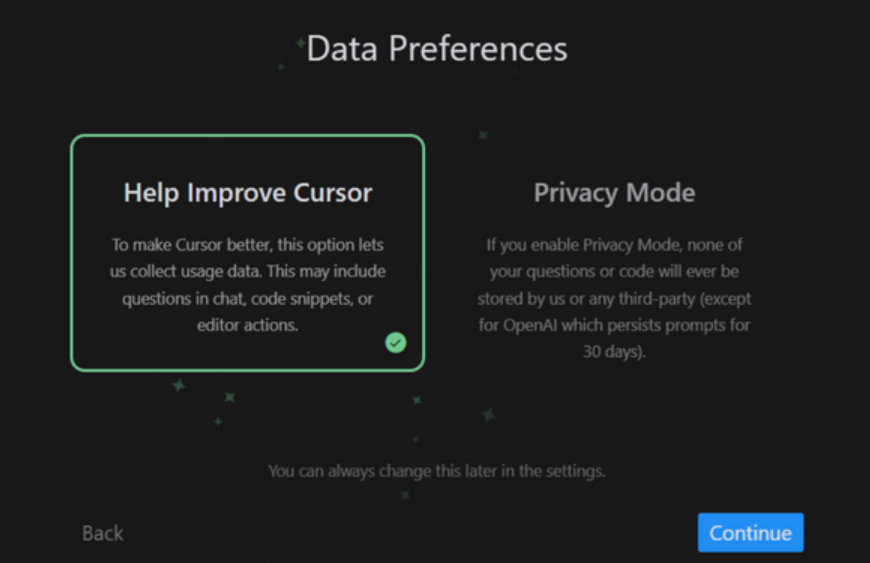 Data Preferences
Help Improve Cursor
To make Cursor better, this option lets
us collect usage data. This may include
questions in chat, code snippets, or
editor actions.
Privacy Mode
If you enable Privacy Mode, none of
your questions or code will ever be
stored by us or any third-party (except
for OpenAI which persists prompts for
30 days).
You can always change this later in the settings.
Back
Continue